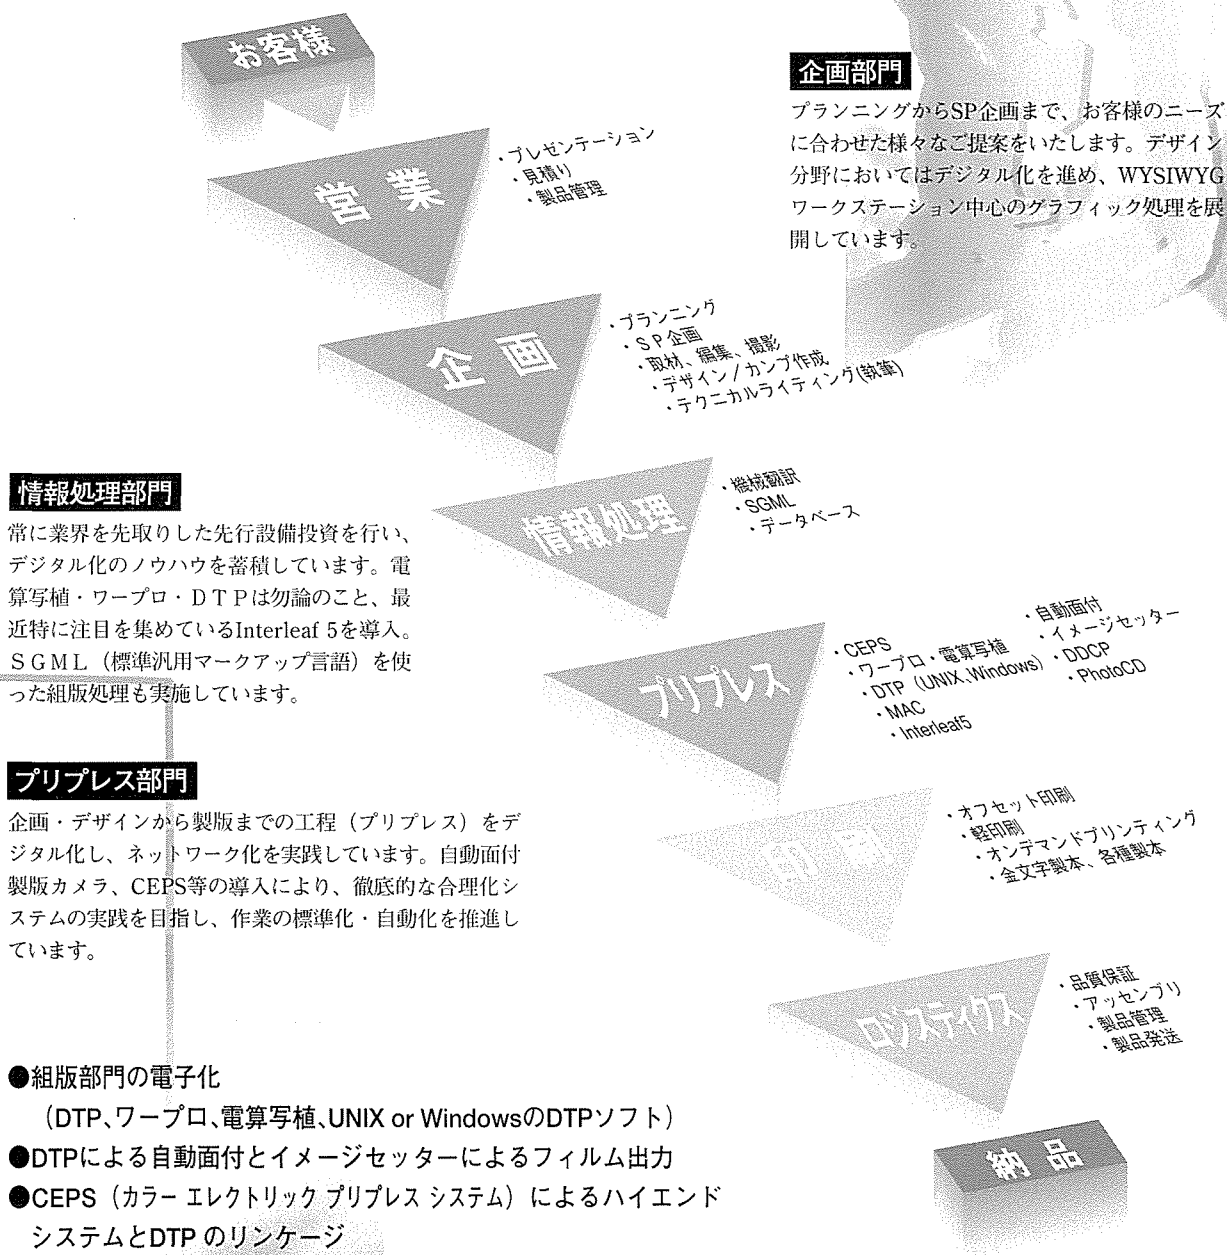 お客様
営業
・プレゼンテーション
・見積り
・製品管理
企画部門
プランニングからSP企画まで、お客様のニーズ
に合わせた様々なご提案をいたします。デザイン
分野においてはデジタル化を進め、WYSIWYG
ワークステーション中心のグラフィック処理を展
開しています。
企画
・プランニング
・SP企画
・取材、編集、撮影
・デザイン/カンプ作成
・テクニカルライティング(執筆)
情報処理部門
常に業界を先取りした先行設備投資を行い、
デジタル化のノウハウを蓄積しています。電
算写植・ワープロ・DTPは勿論のこと、最
近特に注目を集めているInterleaf 5を導入。
SGML（標準汎用マークアップ言語）を使
った組版処理も実施しています。
情報処理
・機械翻訳
・SGML
・データベース
プリプレス
・CEPS
・ワープロ・電算写植
・DTP（UNIX、Windows）
・MAC
・Interleaf5
・自動面付
・イメージセッター
・DDCP
・PhotoCD
プリプレス部門
企画・デザインから製版までの工程（プリプレス）をデ
ジタル化し、ネットワーク化を実践しています。自動面付
製版カメラ、CEPS等の導入により、徹底的な合理化シ
ステムの実践を目指し、作業の標準化・自動化を推進し
ています。
印刷
・オフセット印刷
・軽印刷
・オンデマンドプリンティング
・金文字製本、各種製本
ロジスティクス
・品質保証
・アッセンブリ
・製品管理
・製品発送
納品
●組版部門の電子化
（DTP、ワープロ、電算写植、UNIX or WindowsのDTPソフト）
●DTPによる自動面付とイメージセッターによるフィルム出力
●CEPS（カラー エレクトリック プリプレス システム）によるハイエンド
システムとDTP のリンケージ